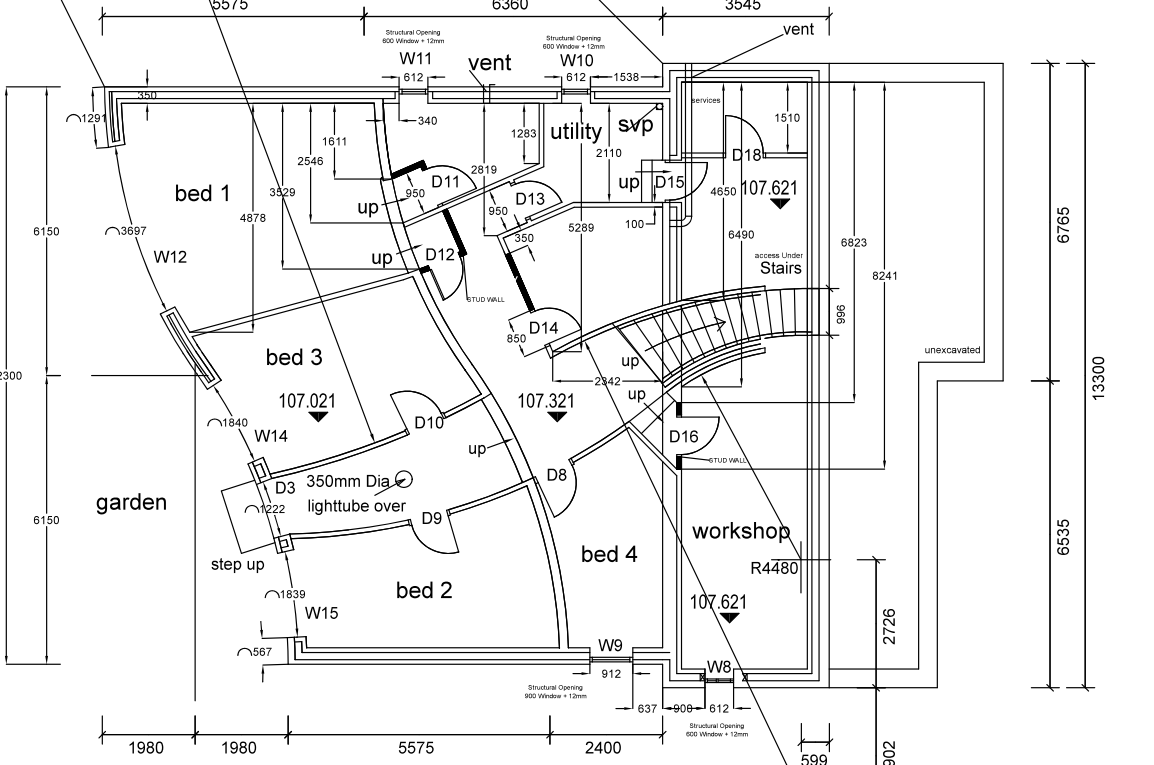 5575
6360
3545
Structural Opening
600 Window + 12mm
W11
612
vent
Structural Opening
600 Window + 12mm
W10
612
1538
vent
350
1291
340
1611
2546
3529
4878
bed 1
3697
W12
6150
2300
6150
up
950
D11
2819
1283
utility
svp
2110
950
D13
350
up
D12
STUD WALL
5289
up
D15
100
services
1510
D18
4650
107.621
6490
access Under
Stairs
6823
8241
996
unexcavated
6765
13300
6535
850
D14
up
2342
up
bed 3
107.021
107.321
1840
W14
D10
up
D16
STUD WALL
D3
350mm Dia
lighttube over
1222
D9
D8
garden
step up
bed 2
bed 4
workshop
R4480
107.621
1839
W15
567
W9
912
Structural Opening
900 Window + 12mm
W8
637
900
612
Structural Opening
600 Window + 12mm
2726
902
1980
1980
5575
2400
599